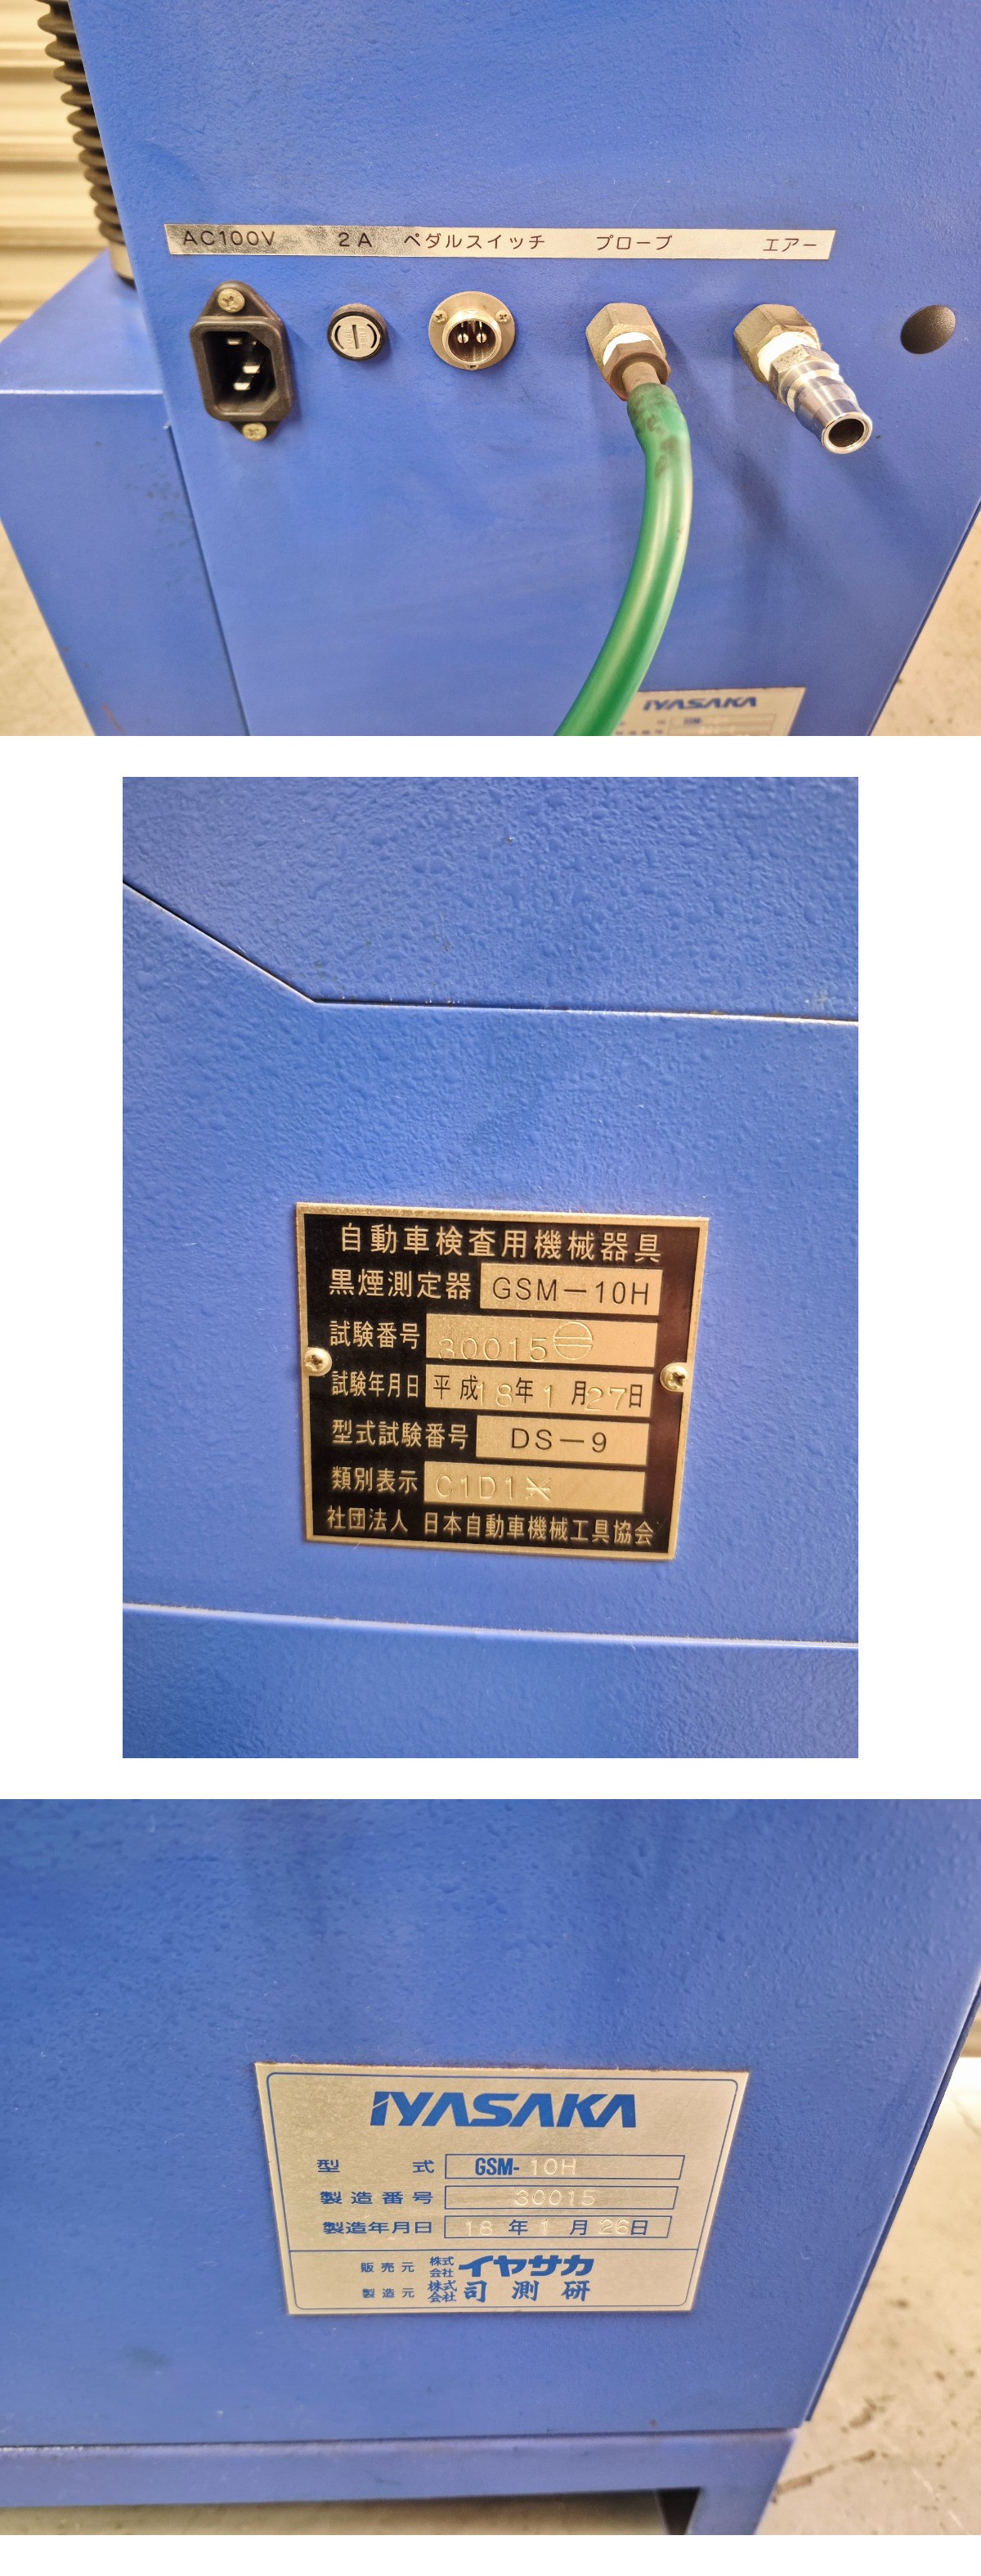 AC100V 2A ペダルスイッチ プローブ エアー
IYASAKA
自動車検査用機械器具
黒煙測定器 GSM-10H
試験番号 30015
試験年月日 平成18年1月27日
型式試験番号 DS-9
類別表示 C1D1
社団法人 日本自動車機械工具協会
IYASAKA
型式 GSM-10H
製造番号 30015
製造年月日 18年1月26日
販売元 株式会社 イヤサカ
製造元 株式会社 司測研